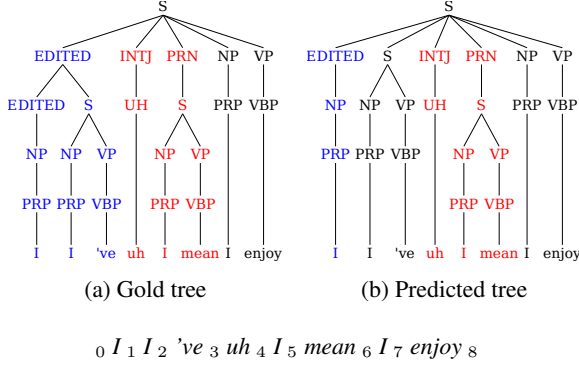 S S
EDITED INTJ PRN NP VP EDITED S INTJ PRN NP VP
EDITED S UH S PRP VBP NP NP VP UH S PRP VBP
NP NP VP NP VP PRP PRP VBP NP VP
PRP PRP VBP PRP VBP PRP VBP
I I 've uh I mean I enjoy I I 've uh I mean I enjoy
(a) Gold tree (b) Predicted tree
0 I 1 I 2 've 3 uh 4 I 5 mean 6 I 7 enjoy 8